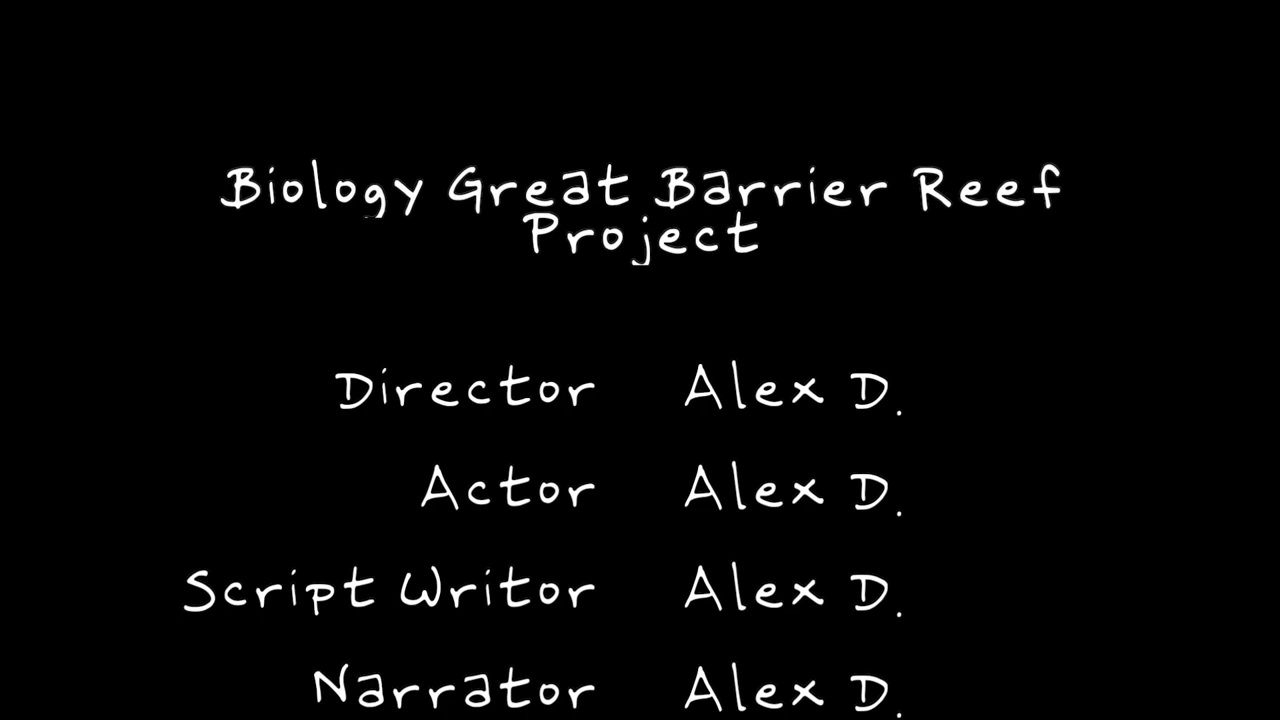 Biology Great Barrier Reef
Project
Director Alex D.
Actor Alex D.
Script Writor Alex D.
Narrator Alex D.